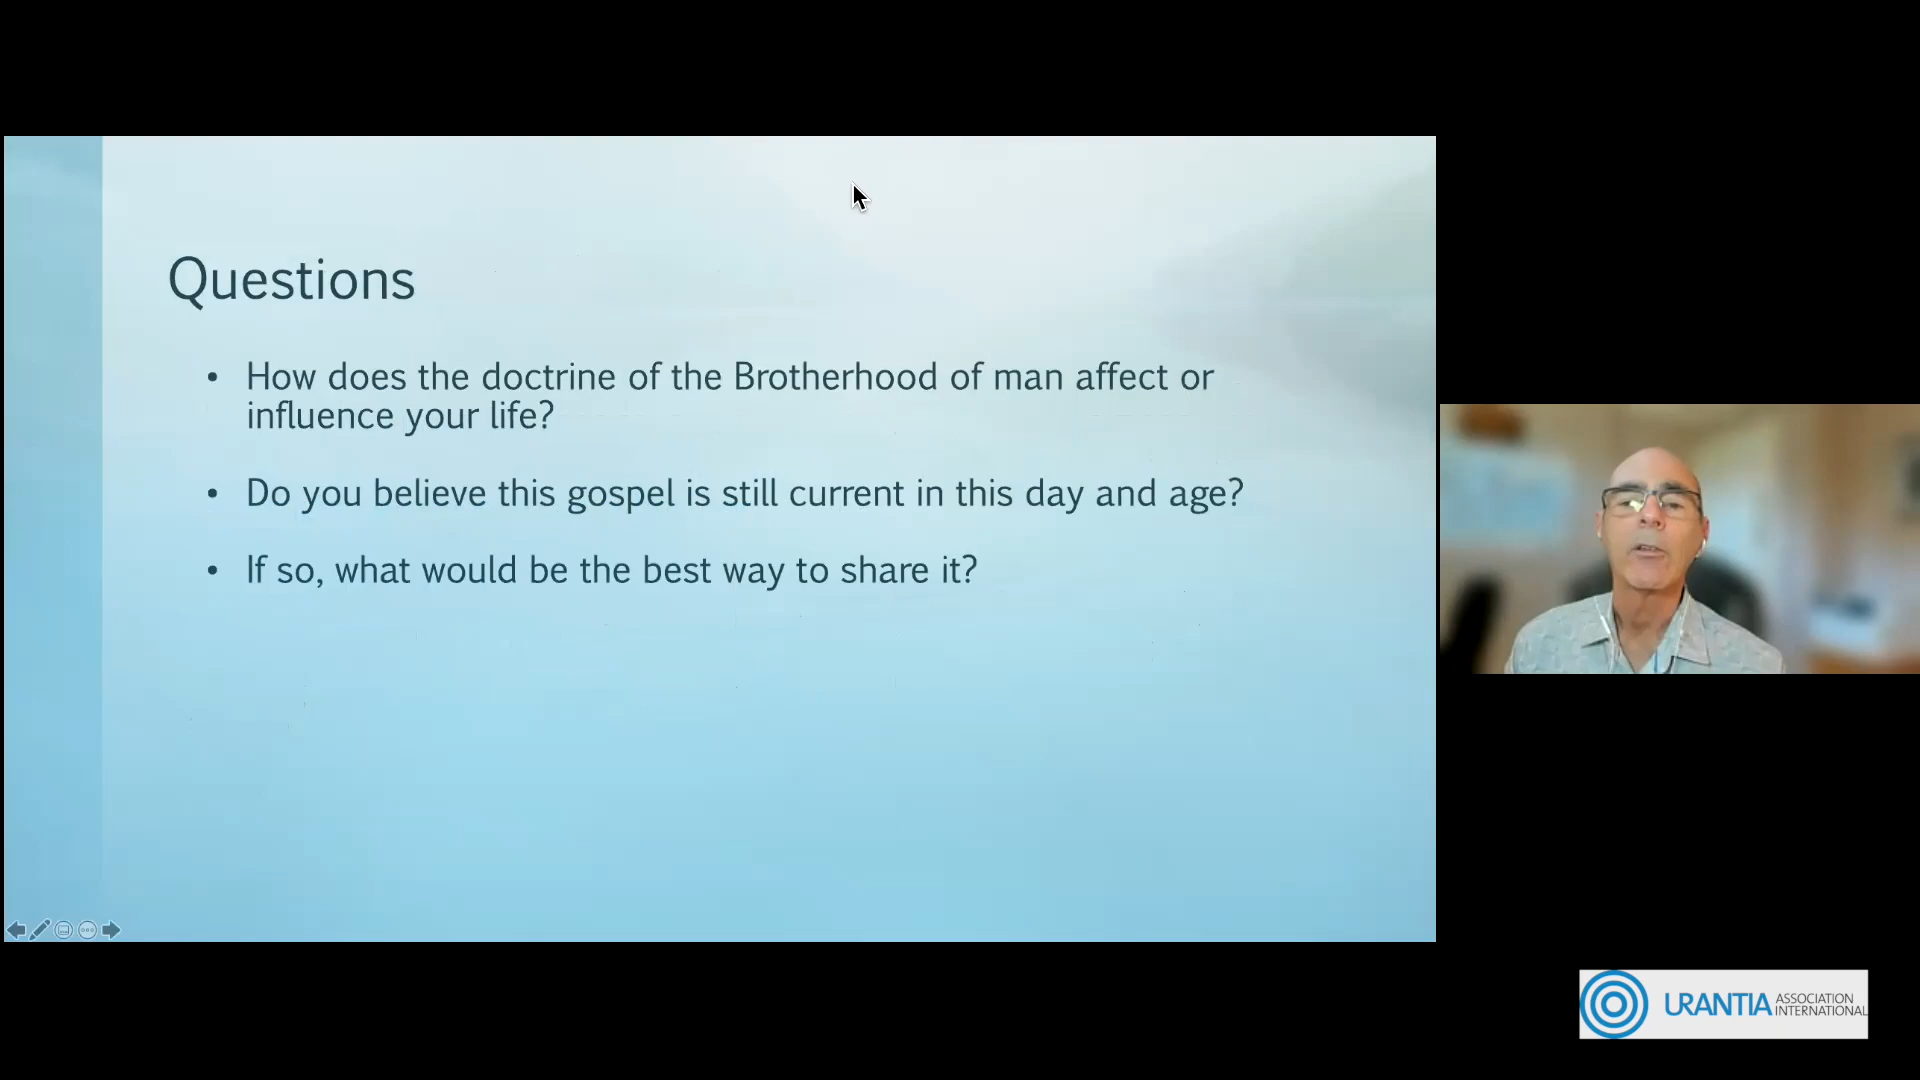 Questions
• How does the doctrine of the Brotherhood of man affect or
influence your life?
• Do you believe this gospel is still current in this day and age?
• If so, what would be the best way to share it?
URANTIA ASSOCIATION
INTERNATIONAL